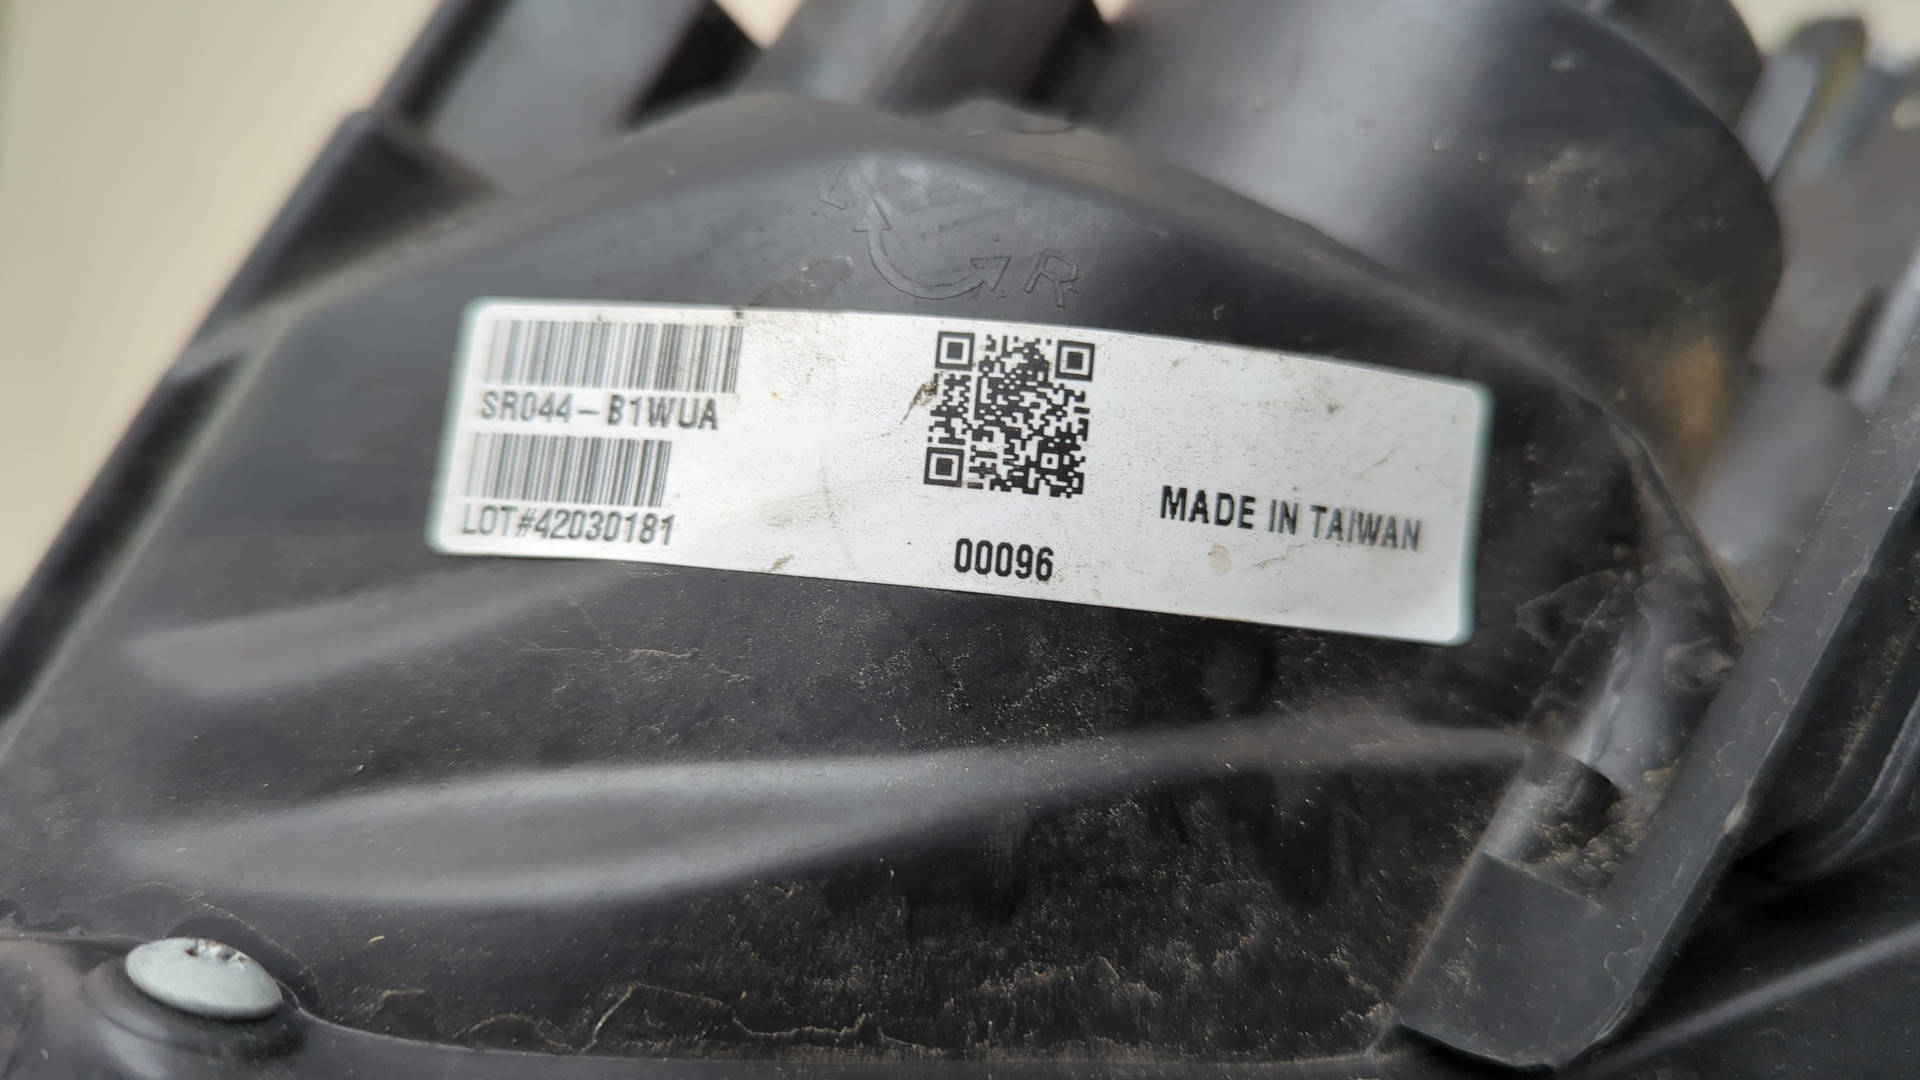 R
SR044-B1WUA
LOT#42030181
00096
MADE IN TAIWAN